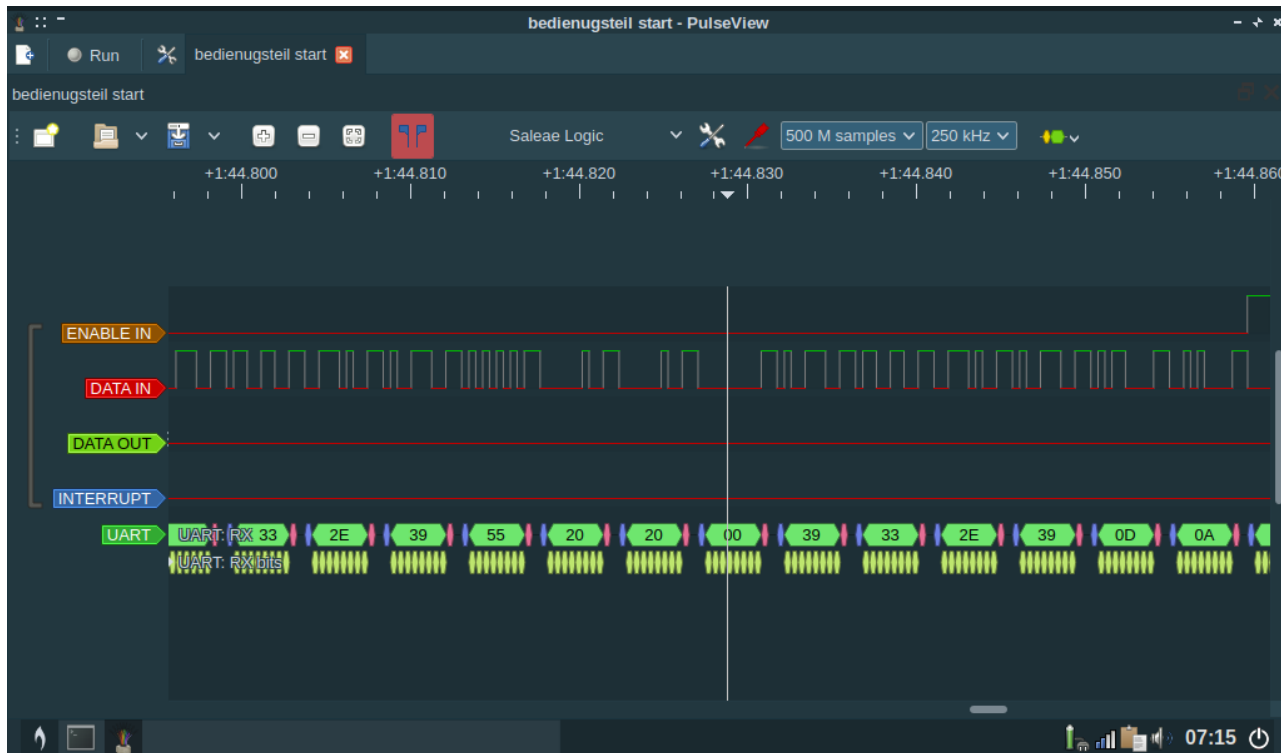 bedienugsteil start - PulseView
Run bedienugsteil start
bedienugsteil start
Saleae Logic 500 M samples 250 kHz
+1:44.800 +1:44.810 +1:44.820 +1:44.830 +1:44.840 +1:44.850 +1:44.860
ENABLE IN
DATA IN
DATA OUT
INTERRUPT
UART UART: RX 33 2E 39 55 20 20 00 39 33 2E 39 0D 0A
UART: RX bits
07:15